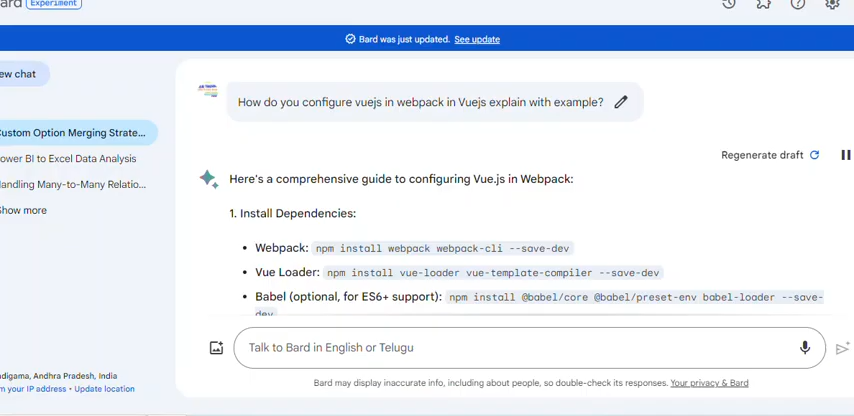 ard Experiment
Bard was just updated. See update
ew chat
ustom Option Merging Strate...
ower BI to Excel Data Analysis
andling Many-to-Many Relatio...
Show more
adigama, Andhra Pradesh, India
m your IP address • Update location
How do you configure vuejs in webpack in Vuejs explain with example?
Regenerate draft
Here's a comprehensive guide to configuring Vue.js in Webpack:
1. Install Dependencies:
• Webpack: npm install webpack webpack-cli --save-dev
• Vue Loader: npm install vue-loader vue-template-compiler --save-dev
• Babel (optional, for ES6+ support): npm install @babel/core @babel/preset-env babel-loader --save-
dev
Talk to Bard in English or Telugu
Bard may display inaccurate info, including about people, so double-check its responses. Your privacy & Bard